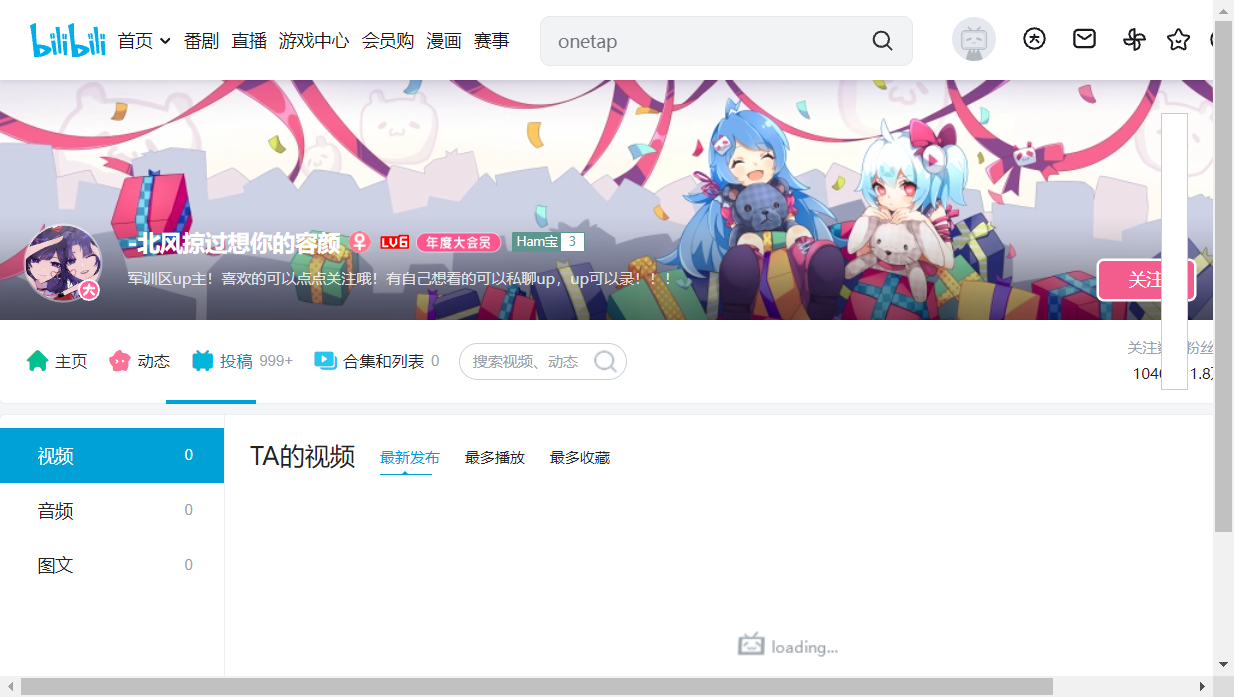 bilibili 首页 番剧 直播 游戏中心 会员购 漫画 赛事 onetap
-北风掠过想你的容颜 LV6 年度大会员 Ham宝 3
军训区up主！喜欢的可以点点关注哦！有自己想看的可以私聊up，up可以录！！！
关注
主页 动态 投稿 999+ 合集和列表 0 搜索视频、动态
关注 粉丝
104 1.8
视频 0
音频 0
图文 0
TA的视频 最新发布 最多播放 最多收藏
loading...